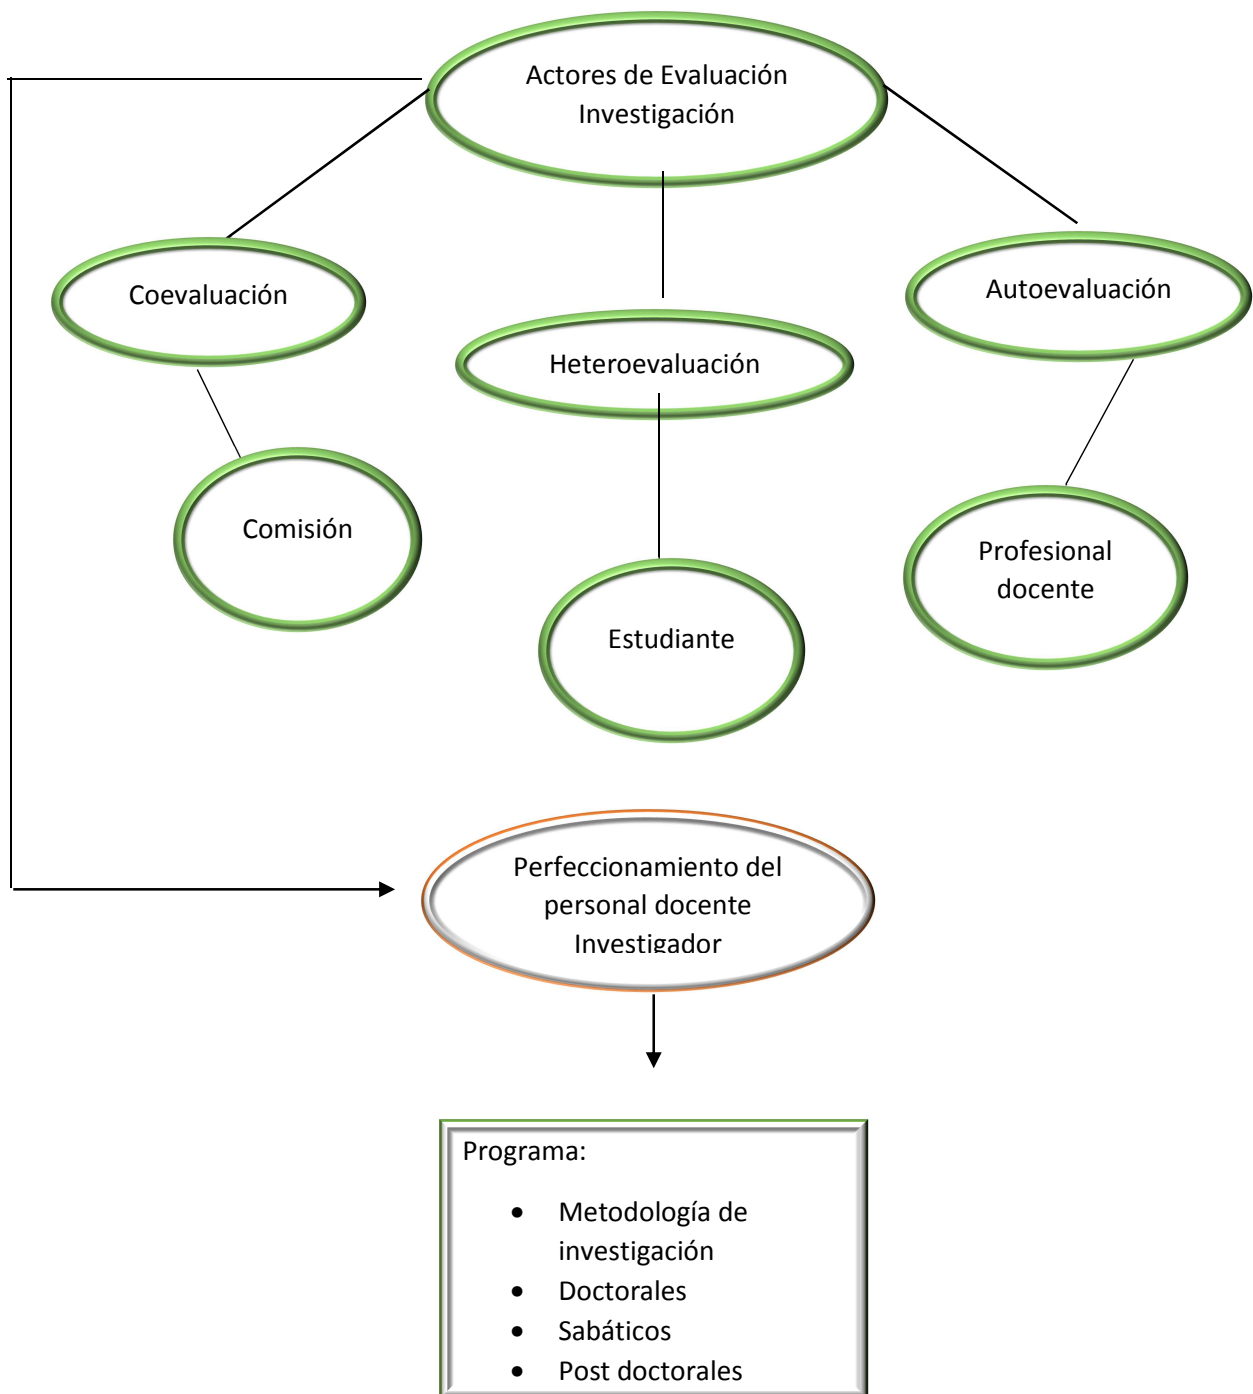 Actores de Evaluación
Investigación
Coevaluación
Autoevaluación
Heteroevaluación
Comisión
Profesional
docente
Estudiante
Perfeccionamiento del
personal docente
Investigador
Programa:
• Metodología de
investigación
• Doctorales
• Sabáticos
• Post doctorales